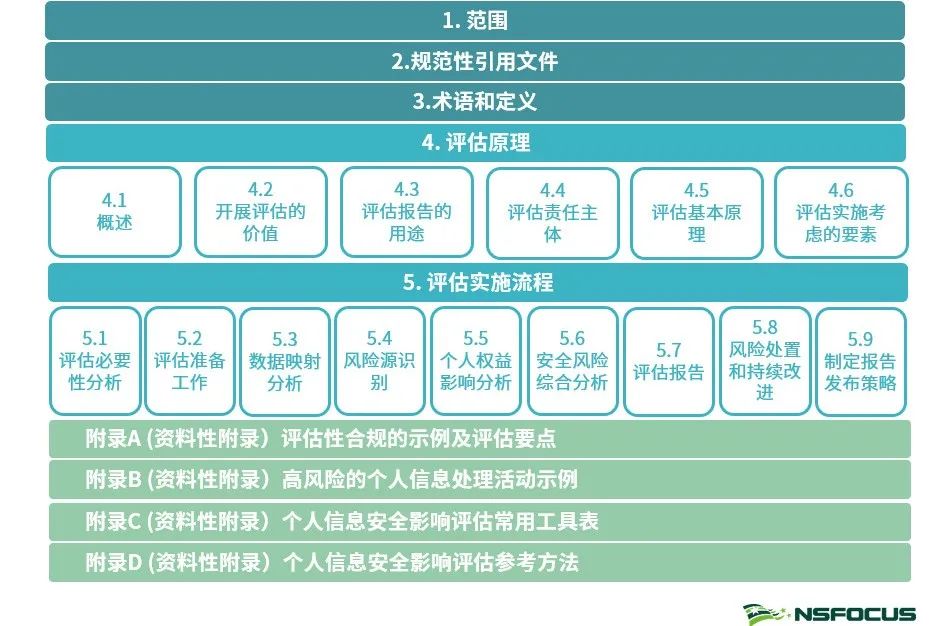 1. 范围
2.规范性引用文件
3.术语和定义
4. 评估原理
4.1
概述
4.2
开展评估的
价值
4.3
评估报告的
用途
4.4
评估责任主
体
4.5
评估基本原
理
4.6
评估实施考
虑的要素
5. 评估实施流程
5.1
评估必要
性分析
5.2
评估准备
工作
5.3
数据映射
分析
5.4
风险源识
别
5.5
个人权益
影响分析
5.6
安全风险
综合分析
5.7
评估报告
5.8
风险处置
和持续改
进
5.9
制定报告
发布策略
附录A (资料性附录）评估性合规的示例及评估要点
附录B (资料性附录）高风险的个人信息处理活动示例
附录C (资料性附录）个人信息安全影响评估常用工具表
附录D (资料性附录）个人信息安全影响评估参考方法
NSFOCUS